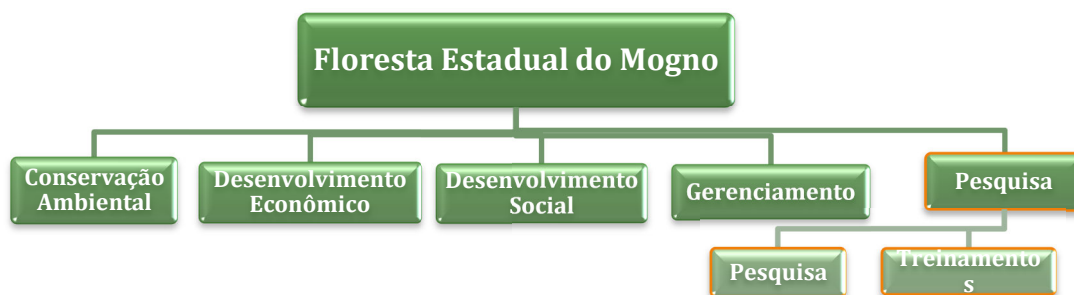 Floresta Estadual do Mogno
Conservação
Ambiental
Desenvolvimento
Econômico
Desenvolvimento
Social
Gerenciamento
Pesquisa
Pesquisa
Treinamento
s